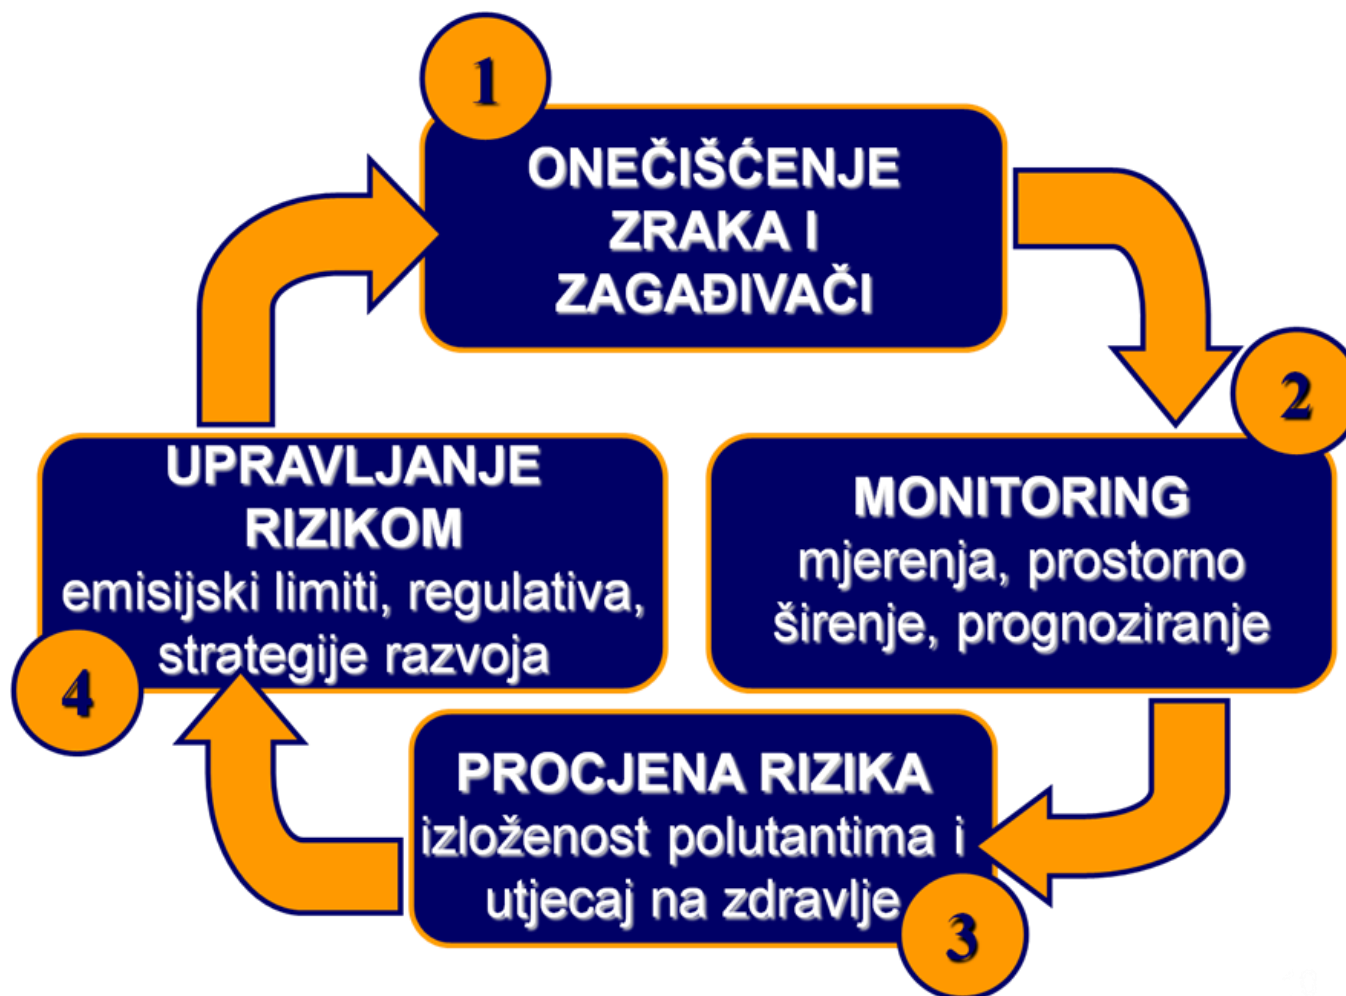 1
ONEČIŠĆENJE
ZRAKA I
ZAGAĐIVAČI
2
MONITORING
mjerenja, prostorno
širenje, prognoziranje
3
PROCJENA RIZIKA
izloženost polutantima i
utjecaj na zdravlje
4
UPRAVLJANJE
RIZIKOM
emisijski limiti, regulativa,
strategije razvoja